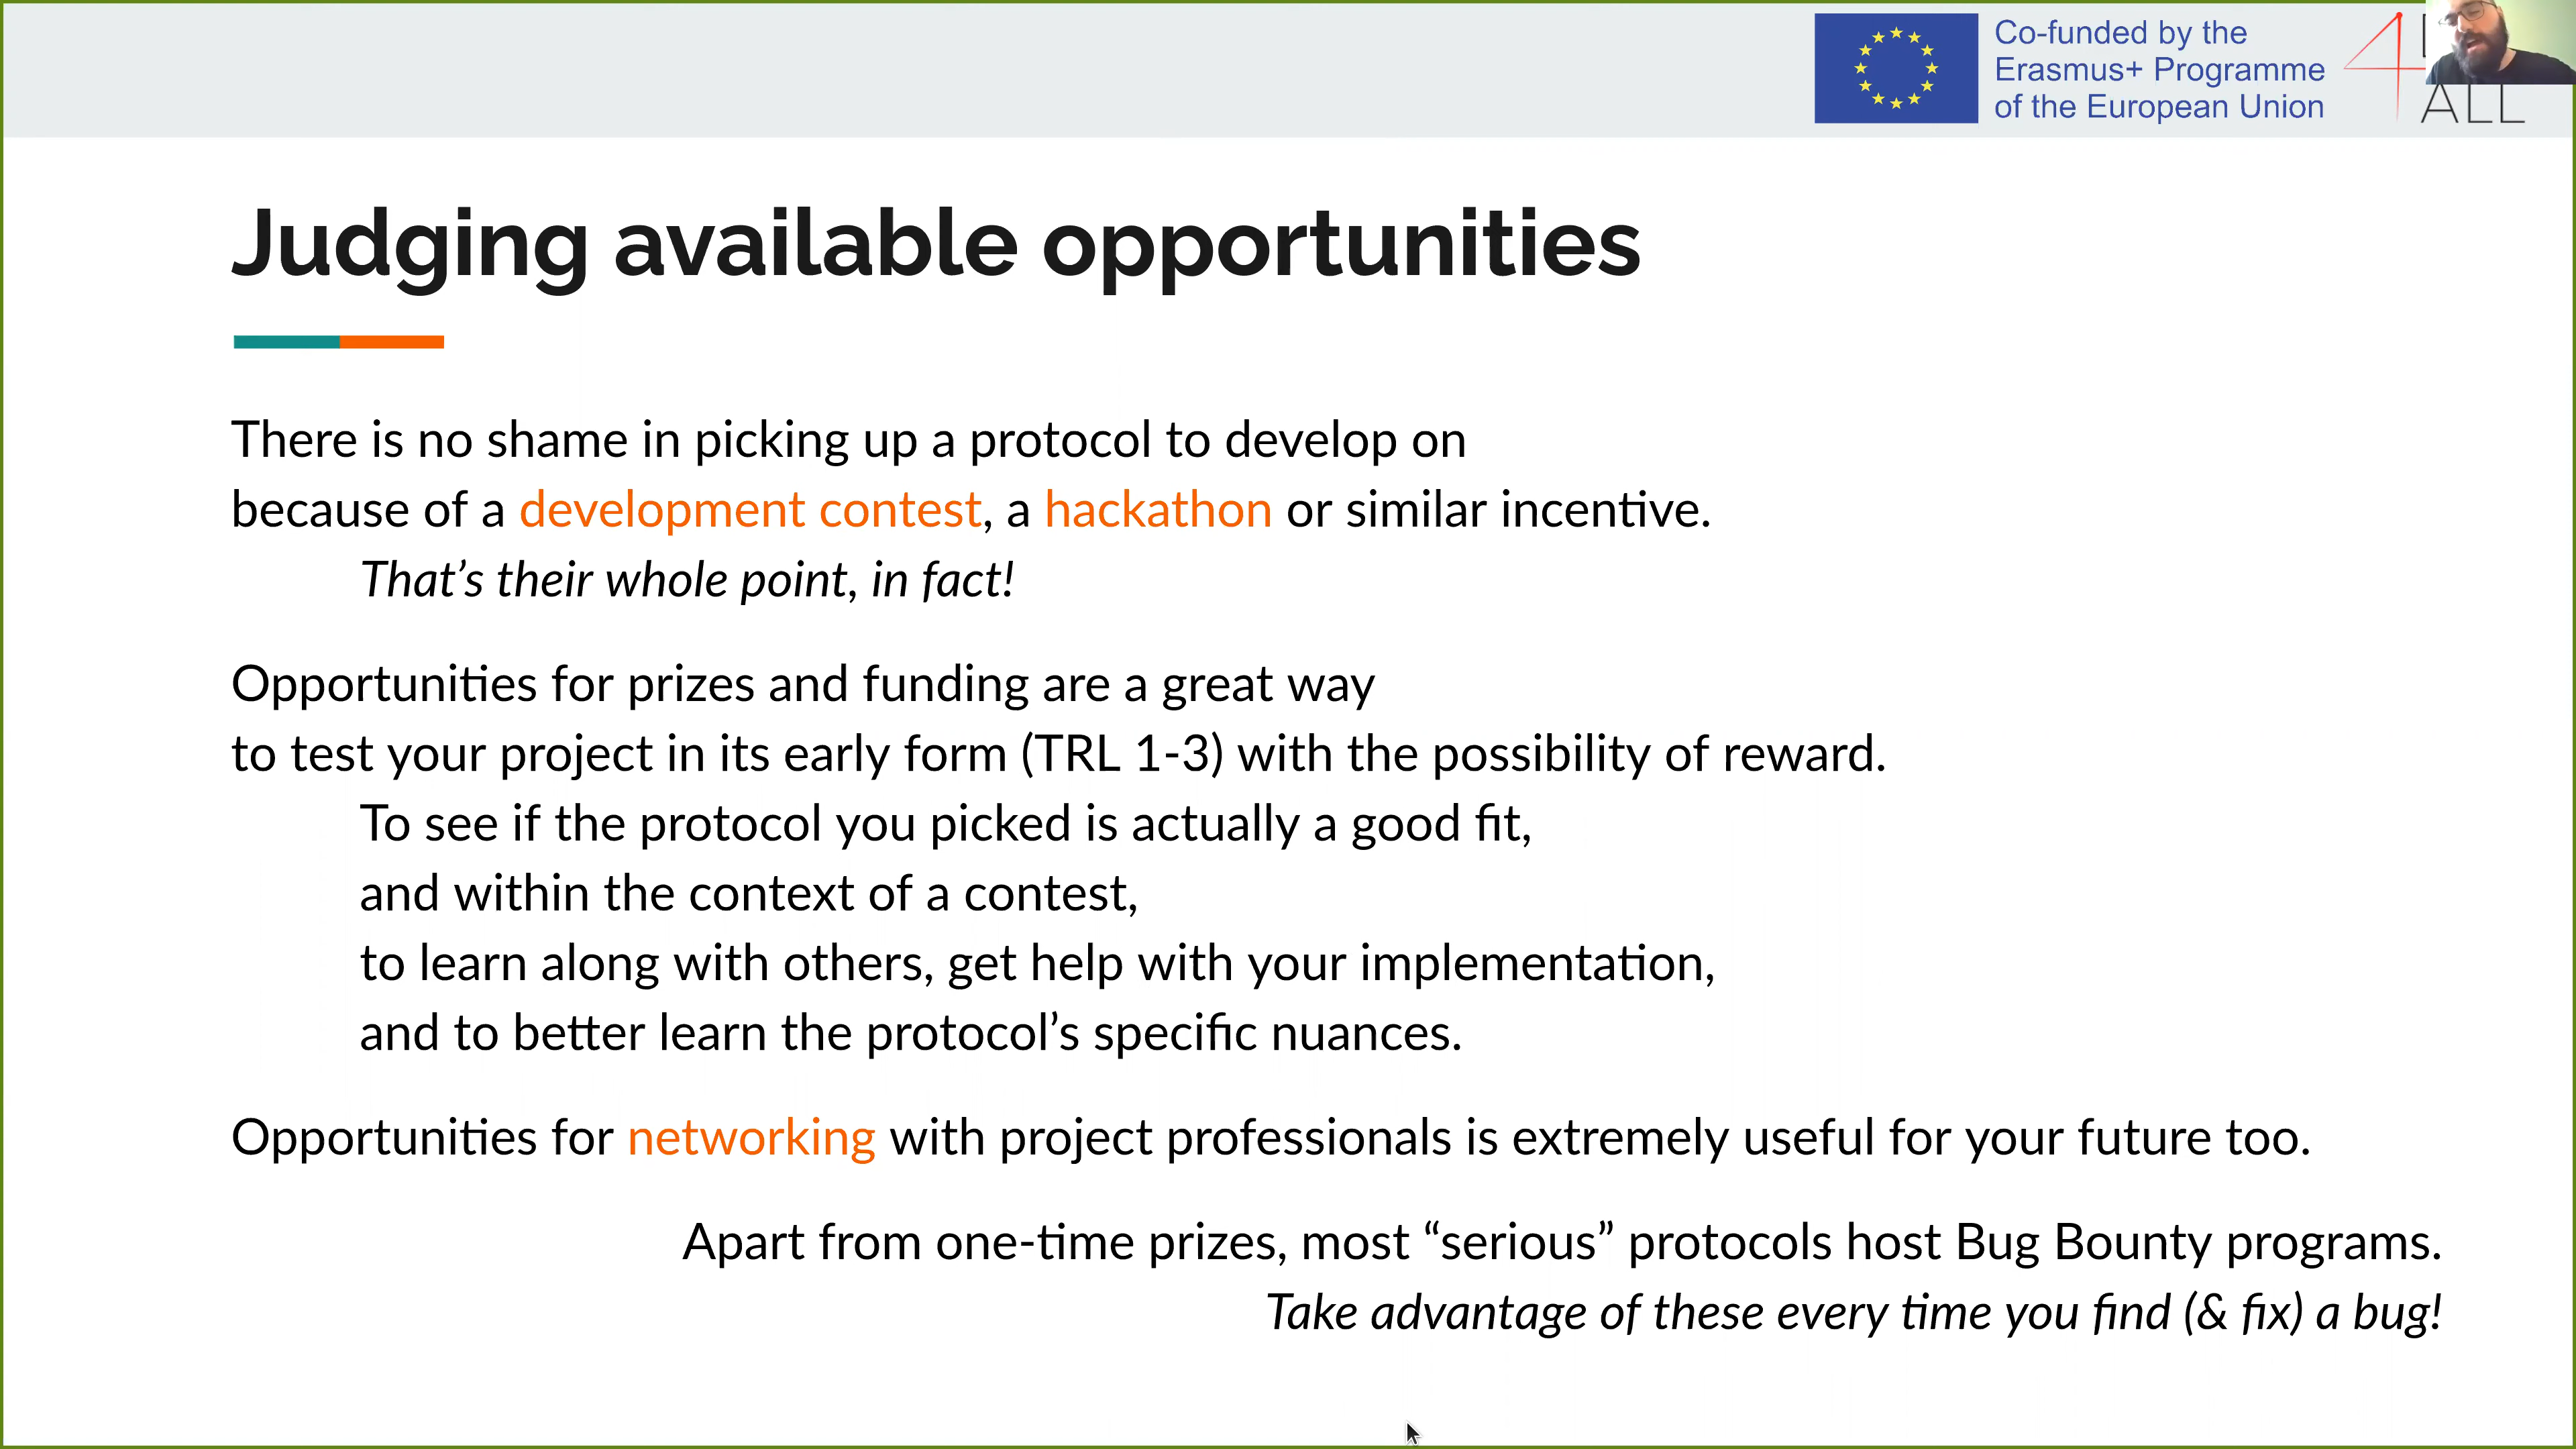 Co-funded by the
Erasmus+ Programme
of the European Union
4
ALL
Judging available opportunities
There is no shame in picking up a protocol to develop on
because of a development contest, a hackathon or similar incentive.
That’s their whole point, in fact!
Opportunities for prizes and funding are a great way
to test your project in its early form (TRL 1-3) with the possibility of reward.
To see if the protocol you picked is actually a good fit,
and within the context of a contest,
to learn along with others, get help with your implementation,
and to better learn the protocol’s specific nuances.
Opportunities for networking with project professionals is extremely useful for your future too.
Apart from one-time prizes, most “serious” protocols host Bug Bounty programs.
Take advantage of these every time you find (& fix) a bug!